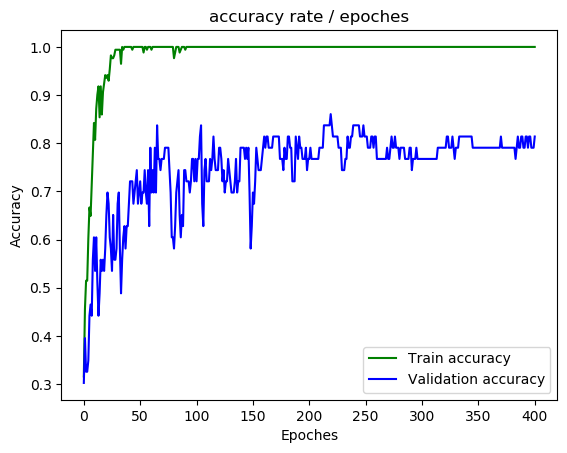 accuracy rate / epoches
Accuracy
1.0
0.9
0.8
0.7
0.6
0.5
0.4
0.3
0 50 100 150 200 250 300 350 400
Epoches
Train accuracy
Validation accuracy